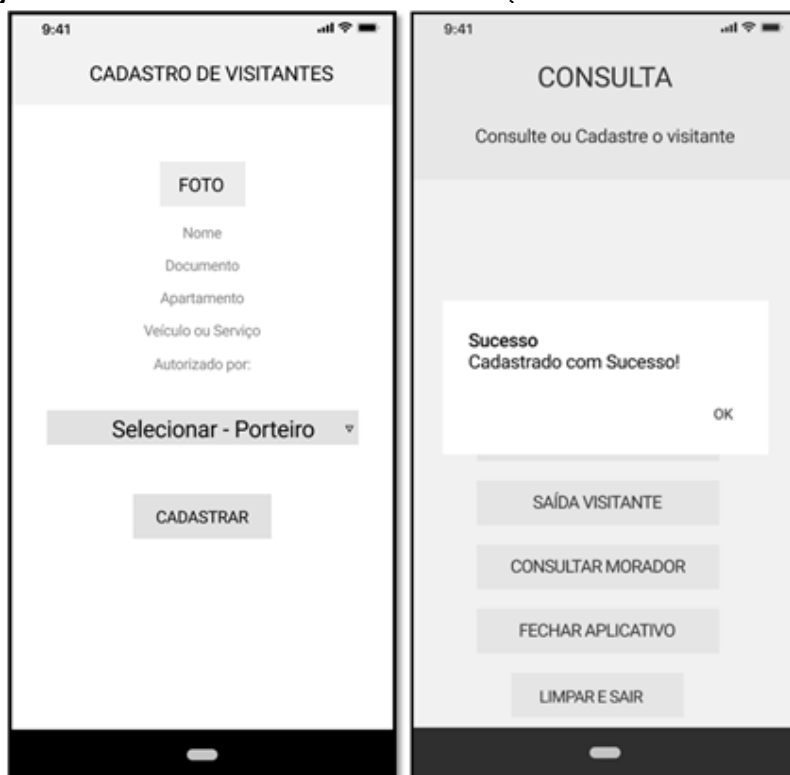 9:41
CADASTRO DE VISITANTES
FOTO
Nome
Documento
Apartamento
Veículo ou Serviço
Autorizado por:
Selecionar - Porteiro
CADASTRAR
9:41
CONSULTA
Consulte ou Cadastre o visitante
Sucesso
Cadastrado com Sucesso!
OK
SAÍDA VISITANTE
CONSULTAR MORADOR
FECHAR APLICATIVO
LIMPAR E SAIR